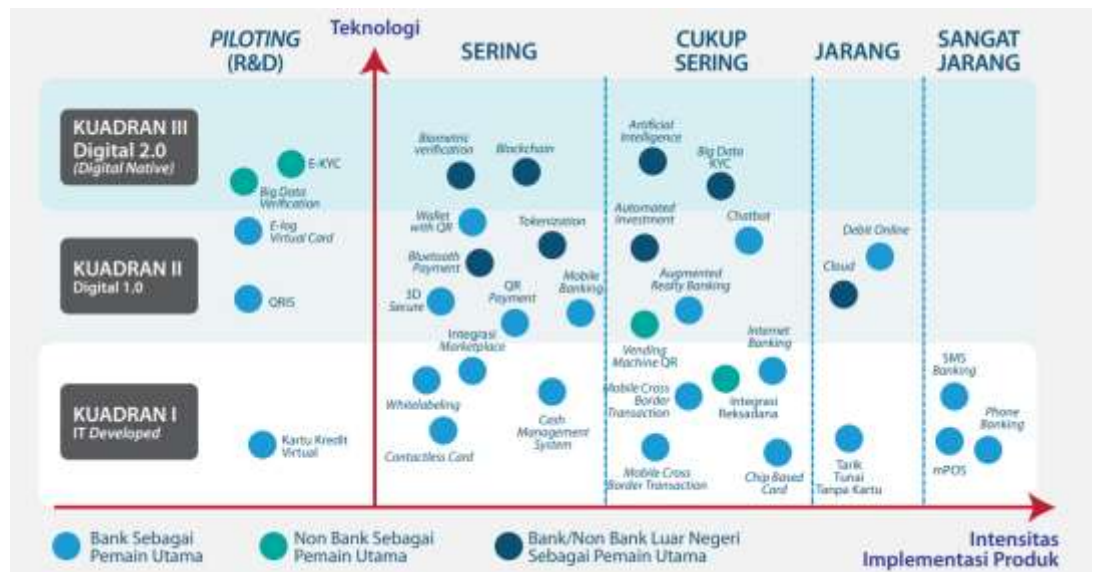 Teknologi
PILOTING
(R&D)
SERING
CUKUP
SERING
JARANG
SANGAT
JARANG
KUADRAN III
Digital 2.0
(Digital Native)
E-KYC
Big Data
Verification
Biometric
verification
Blockchain
Artificial
Intelligence
Big Data
KYC
KUADRAN II
Digital 1.0
E-log
Virtual Card
QRIS
Wallet
with QR
Tokenization
Bluetooth
Payment
3D
Secure
QR
Payment
Mobile
Banking
Integrasi
Marketplace
Automated
Investment
Chatbot
Augmented
Realty Banking
Vending
Machine QR
Internet
Banking
Debit Online
Cloud
KUADRAN I
IT Developed
Kartu Kredit
Virtual
Whitelabeling
Contactless Card
Cash
Management
System
Mobile Cross
Border
Transaction
Integrasi
Reksadana
Mobile Cross
Border Transaction
Chip Based
Card
Tarik
Tunai
Tanpa Kartu
SMS
Banking
Phone
Banking
mPOS
Bank Sebagai
Pemain Utama
Non Bank Sebagai
Pemain Utama
Bank/Non Bank Luar Negeri
Sebagai Pemain Utama
Intensitas
Implementasi Produk